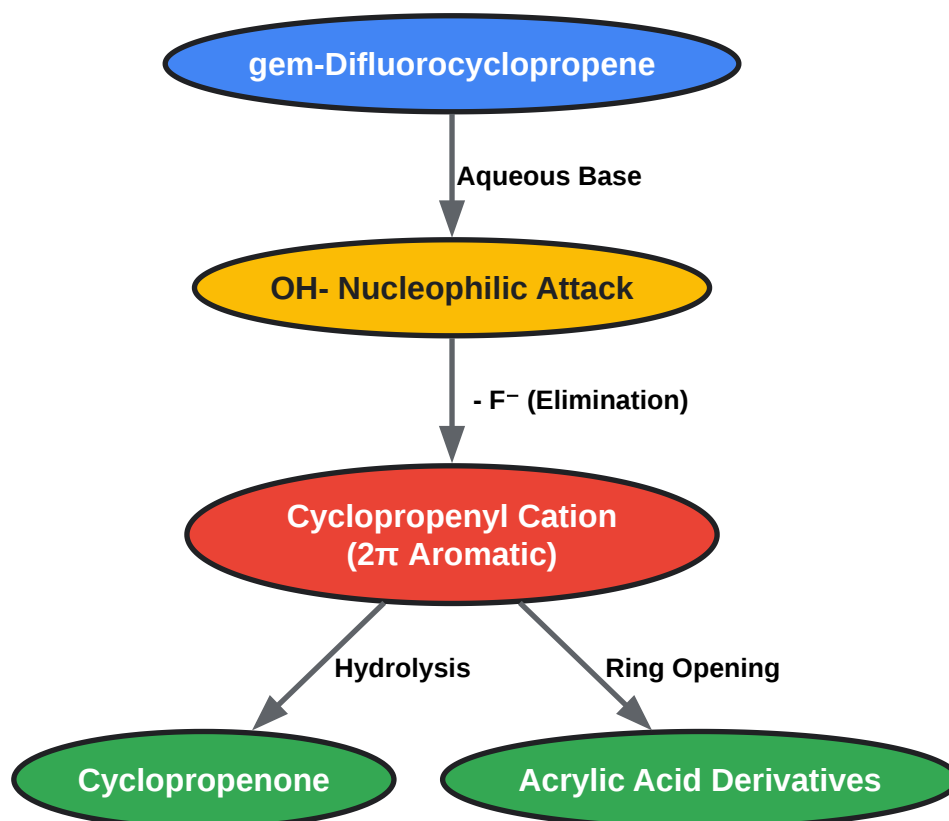 gem-Difluorocyclopropene
Aqueous Base
OH- Nucleophilic Attack
- F⁻ (Elimination)
Cyclopropenyl Cation
(2π Aromatic)
Hydrolysis
Ring Opening
Cyclopropenone
Acrylic Acid Derivatives